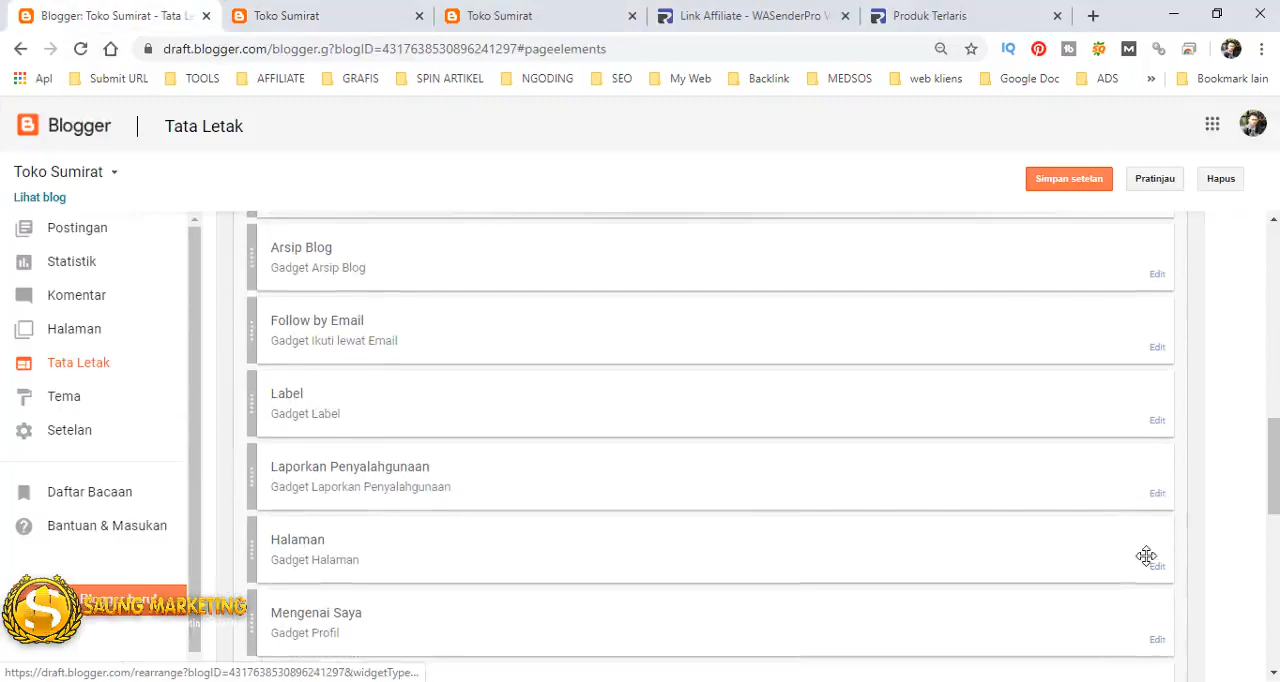 Blogger: Toko Sumirat - Tata Le
Toko Sumirat
Toko Sumirat
Link Affiliate - WASenderPro V
Produk Terlaris
draft.blogger.com/blogger.g?blogID=4317638530896241297#pageelements
Apl
Submit URL
TOOLS
AFFILIATE
GRAFIS
SPIN ARTIKEL
NGODING
SEO
My Web
Backlink
MEDSOS
web kliens
Google Doc
ADS
»
Bookmark lain
Blogger
Tata Letak
Toko Sumirat
Simpan setelan
Pratinjau
Hapus
Lihat blog
Postingan
Statistik
Komentar
Halaman
Tata Letak
Tema
Setelan
Daftar Bacaan
Bantuan & Masukan
SAUNG MARKETING
Arsip Blog
Gadget Arsip Blog
Edit
Follow by Email
Gadget Ikuti lewat Email
Edit
Label
Gadget Label
Edit
Laporkan Penyalahgunaan
Gadget Laporkan Penyalahgunaan
Edit
Halaman
Gadget Halaman
Edit
Mengenai Saya
Gadget Profil
Edit
https://draft.blogger.com/rearrange?blogID=4317638530896241297&widgetType...